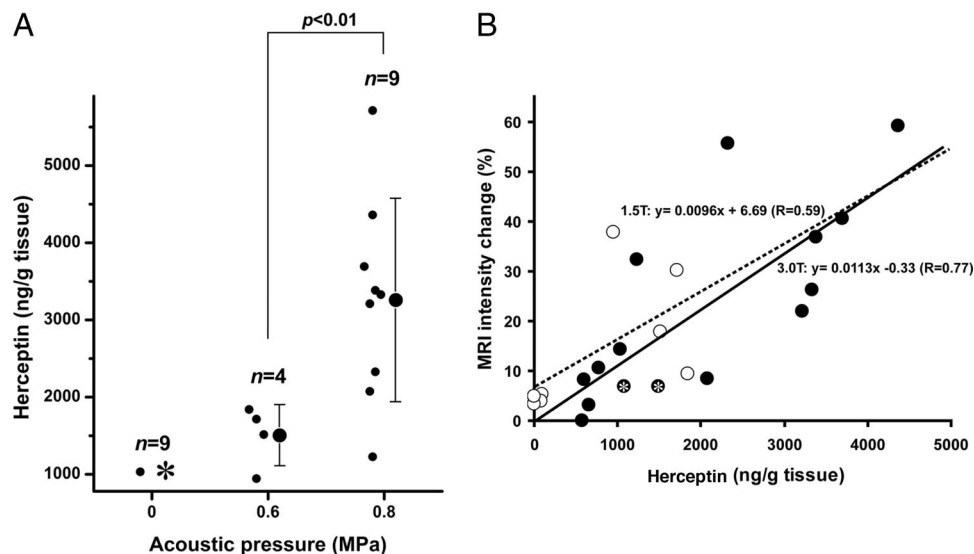 A
p<0.01
n=9
n=4
n=9
*
5000
4000
3000
2000
1000
0
0.6
0.8
Herceptin (ng/g tissue)
Acoustic pressure (MPa)
B
60
50
40
30
20
10
0
0
1000
2000
3000
4000
5000
MRI intensity change (%)
1.5T: y= 0.0096x + 6.69 (R=0.59)
3.0T: y= 0.0113x -0.33 (R=0.77)
* *
Herceptin (ng/g tissue)